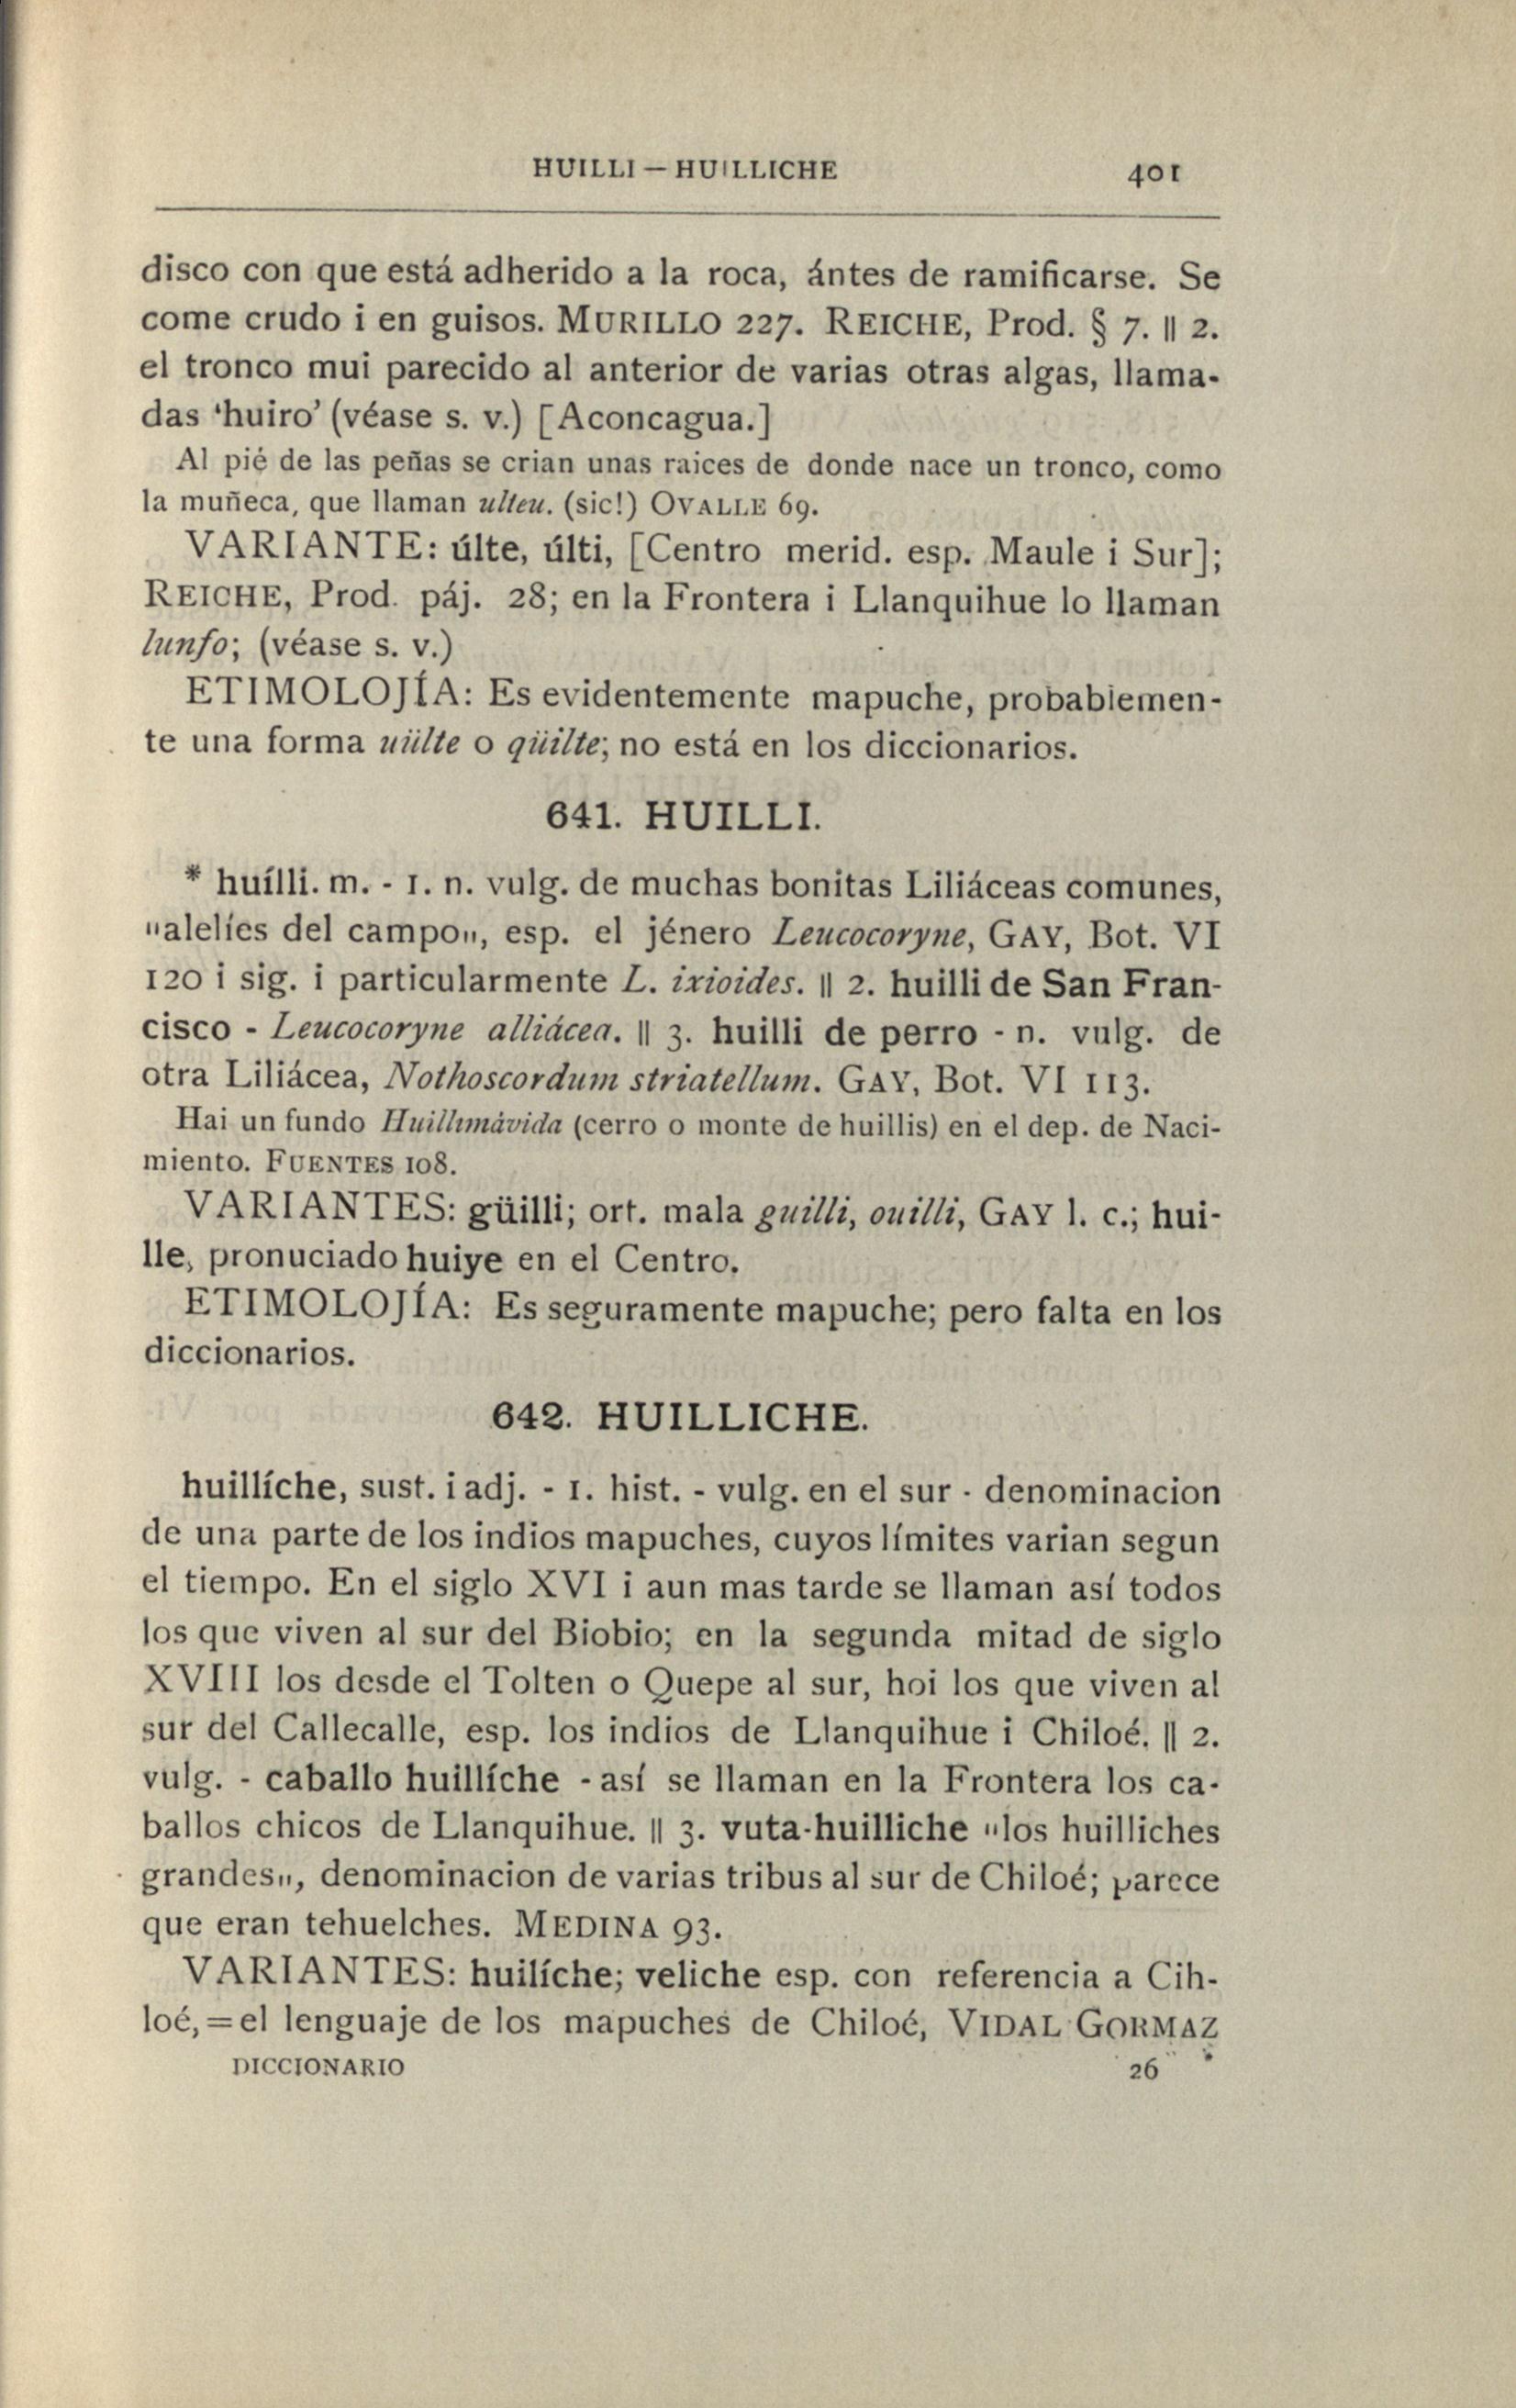 HUILLI — HUILLICHE 401
disco con que está adherido a la roca, ántes de ramificarse. Se
come crudo i en guisos. MURILLO 227. REICHE, Prod. § 7. || 2.
el tronco mui parecido al anterior de varias otras algas, llama-
das ‘huiro’ (véase s. v.) [Aconcagua.]
Al pié de las peñas se crian unas raices de donde nace un tronco, como
la muñeca, que llaman ulteu. (sic!) OVALLE 69.
VARIANTE: últe, últi, [Centro merid. esp. Maule i Sur];
REICHE, Prod. páj. 28; en la Frontera i Llanquihue lo llaman
lunfo; (véase s. v.)
ETIMOLOJÍA: Es evidentemente mapuche, probablemen-
te una forma uülte o qüilte; no está en los diccionarios.
641. HUILLI.
* huílli. m. - 1. n. vulg. de muchas bonitas Liliáceas comunes,
"alelíes del campo„, esp. el jénero Leucocoryne, GAY, Bot. VI
120 i sig. i particularmente L. ixioides. || 2. huilli de San Fran-
cisco - Leucocoryne alliácea. || 3. huilli de perro - n. vulg. de
otra Liliácea, Nothoscordum striatellum. GAY, Bot. VI 113.
Hai un fundo Huillimávida (cerro o monte de huillis) en el dep. de Naci-
miento. FUENTES 108.
VARIANTES: güilli; ort. mala guilli, ouilli, GAY l. c.; hui-
lle, pronuciado huiye en el Centro.
ETIMOLOJÍA: Es seguramente mapuche; pero falta en los
diccionarios.
642. HUILLICHE.
huillíche, sust. i adj. - 1. hist. - vulg. en el sur - denominacion
de una parte de los indios mapuches, cuyos límites varian segun
el tiempo. En el siglo XVI i aun mas tarde se llaman así todos
los que viven al sur del Biobio; en la segunda mitad de siglo
XVIII los desde el Tolten o Quepe al sur, hoi los que viven al
sur del Callecalle, esp. los indios de Llanquihue i Chiloé. || 2.
vulg. - caballo huillíche - así se llaman en la Frontera los ca-
ballos chicos de Llanquihue. || 3. vuta-huilliche "los huilliches
grandes„, denominacion de varias tribus al sur de Chiloé; parece
que eran tehuelches. MEDINA 93.
VARIANTES: huilíche; veliche esp. con referencia a Cih-
loé, = el lenguaje de los mapuches de Chiloé, VIDAL GORMAZ
DICCIONARIO 26